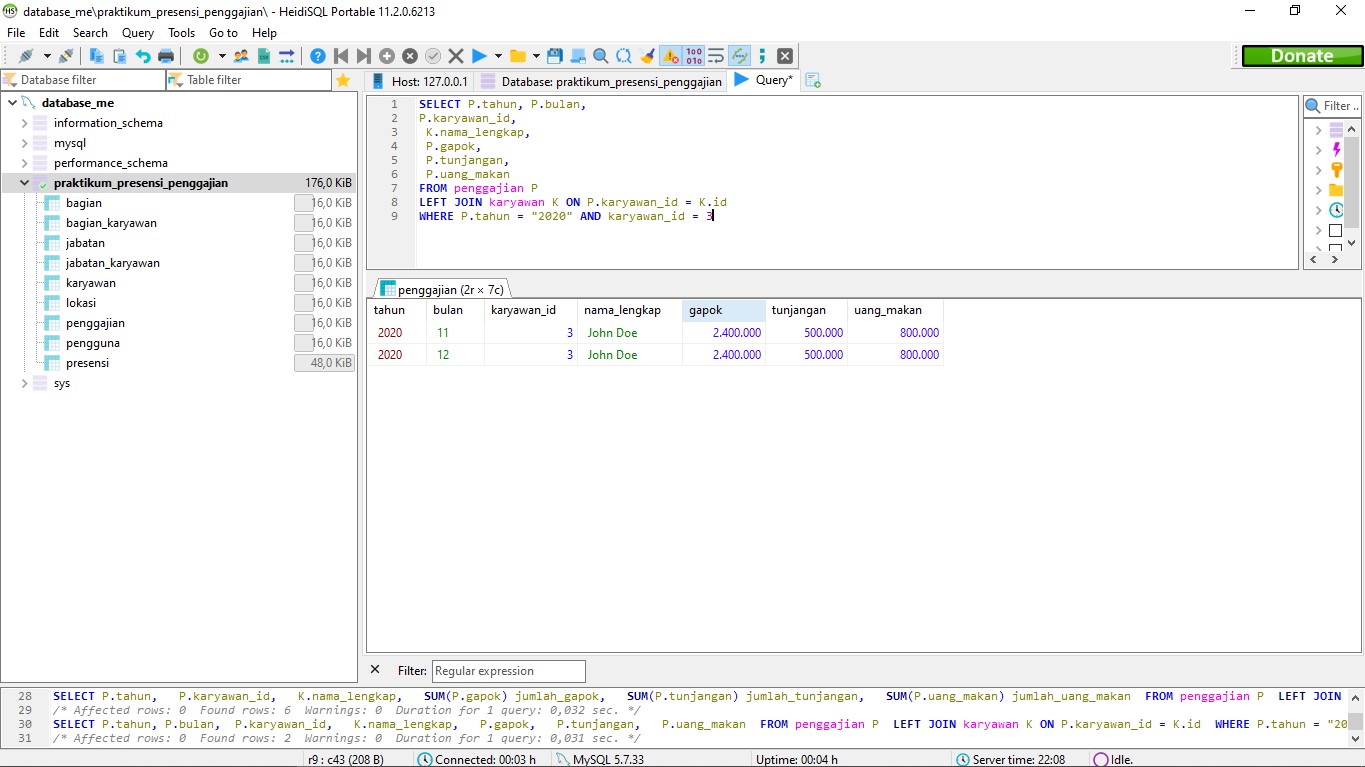 database_me\praktikum_presensi_penggajian\ - HeidiSQL Portable 11.2.0.6213
File Edit Search Query Tools Go to Help
Donate
Database filter Table filter
Host: 127.0.0.1 Database: praktikum_presensi_penggajian Query*
database_me
information_schema
mysql
performance_schema
praktikum_presensi_penggajian 176,0 KiB
bagian 16,0 KiB
bagian_karyawan 16,0 KiB
jabatan 16,0 KiB
jabatan_karyawan 16,0 KiB
karyawan 16,0 KiB
lokasi 16,0 KiB
penggajian 16,0 KiB
pengguna 16,0 KiB
presensi 48,0 KiB
sys
1 SELECT P.tahun, P.bulan,
2 P.karyawan_id,
3 K.nama_lengkap,
4 P.gapok,
5 P.tunjangan,
6 P.uang_makan
7 FROM penggajian P
8 LEFT JOIN karyawan K ON P.karyawan_id = K.id
9 WHERE P.tahun = "2020" AND karyawan_id = 3
Filter ..
penggajian (2r × 7c)
tahun bulan karyawan_id nama_lengkap gapok tunjangan uang_makan
2020 11 3 John Doe 2.400.000 500.000 800.000
2020 12 3 John Doe 2.400.000 500.000 800.000
Filter: Regular expression
28 SELECT P.tahun, P.karyawan_id, K.nama_lengkap, SUM(P.gapok) jumlah_gapok, SUM(P.tunjangan) jumlah_tunjangan, SUM(P.uang_makan) jumlah_uang_makan FROM penggajian P LEFT JOIN
29 /* Affected rows: 0 Found rows: 6 Warnings: 0 Duration for 1 query: 0,032 sec. */
30 SELECT P.tahun, P.bulan, P.karyawan_id, K.nama_lengkap, P.gapok, P.tunjangan, P.uang_makan FROM penggajian P LEFT JOIN karyawan K ON P.karyawan_id = K.id WHERE P.tahun = "20
31 /* Affected rows: 0 Found rows: 2 Warnings: 0 Duration for 1 query: 0,031 sec. */
r9 : c43 (208 B) Connected: 00:03 h MySQL 5.7.33 Uptime: 00:04 h Server time: 22:08 Idle.